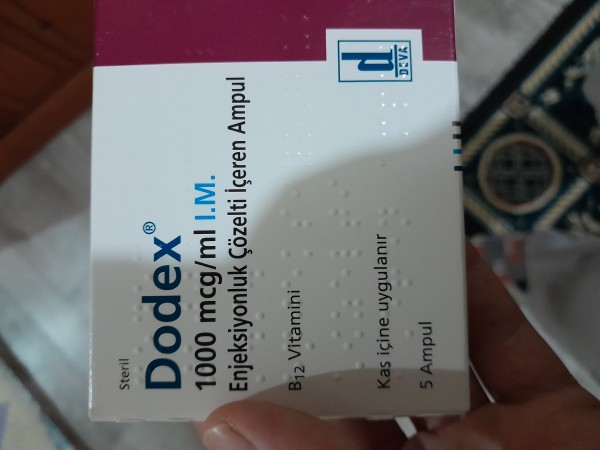 Steril
Dodex®
1000 mcg/ml I.M.
Enjeksiyonluk Çözelti İçeren Ampul
B₁₂ Vitamini
Kas içine uygulanır
5 Ampul
d
DEVA